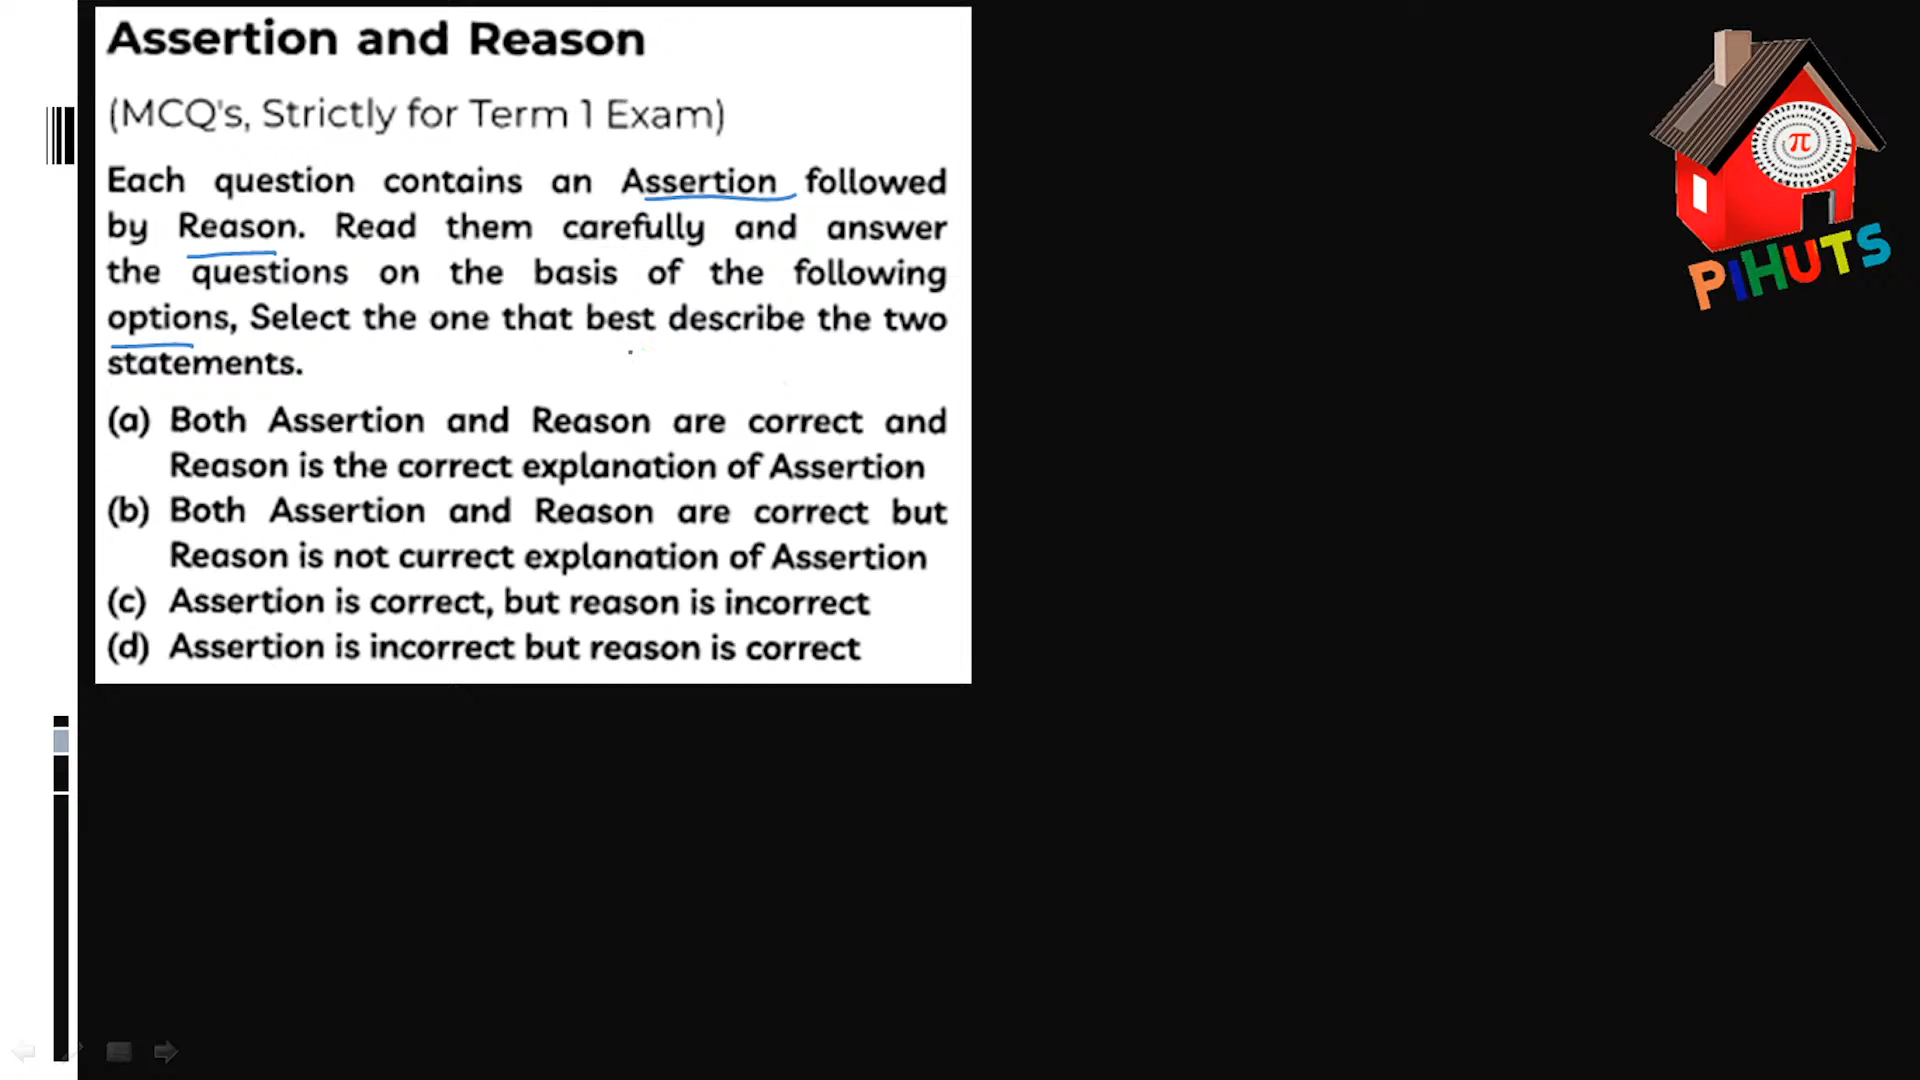 Assertion and Reason
(MCQ's, Strictly for Term 1 Exam)
Each question contains an Assertion followed
by Reason. Read them carefully and answer
the questions on the basis of the following
options, Select the one that best describe the two
statements.
(a) Both Assertion and Reason are correct and
Reason is the correct explanation of Assertion
(b) Both Assertion and Reason are correct but
Reason is not currect explanation of Assertion
(c) Assertion is correct, but reason is incorrect
(d) Assertion is incorrect but reason is correct
π
PIHUTS